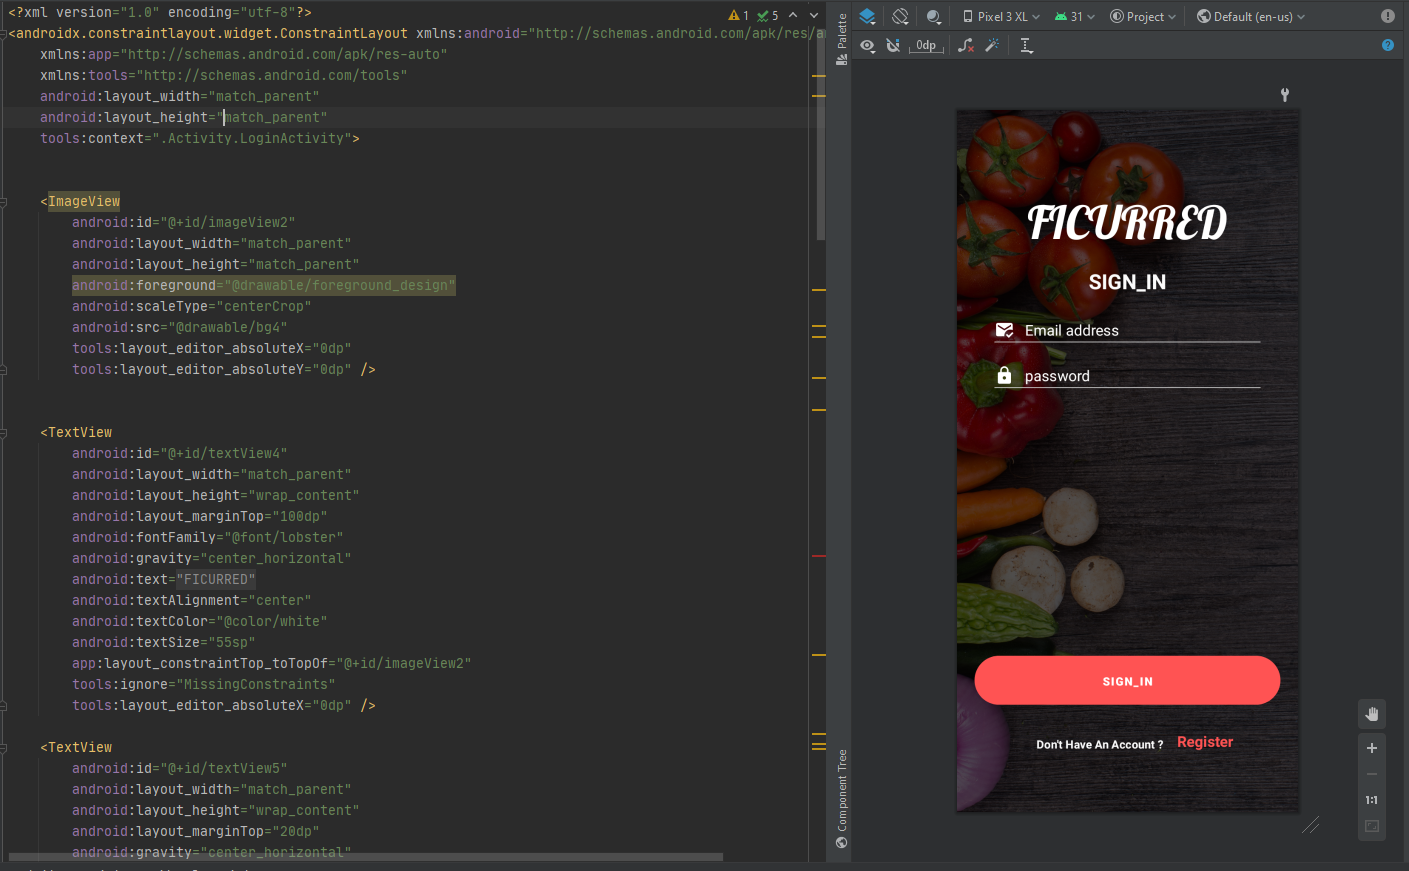 <?xml version="1.0" encoding="utf-8"?>
1 5
<androidx.constraintlayout.widget.ConstraintLayout xmlns:android="http://schemas.android.com/apk/res/an
xmlns:app="http://schemas.android.com/apk/res-auto"
xmlns:tools="http://schemas.android.com/tools"
android:layout_width="match_parent"
android:layout_height="match_parent"
tools:context=".Activity.LoginActivity">
<ImageView
android:id="@+id/imageView2"
android:layout_width="match_parent"
android:layout_height="match_parent"
android:foreground="@drawable/foreground_design"
android:scaleType="centerCrop"
android:src="@drawable/bg4"
tools:layout_editor_absoluteX="0dp"
tools:layout_editor_absoluteY="0dp" />
<TextView
android:id="@+id/textView4"
android:layout_width="match_parent"
android:layout_height="wrap_content"
android:layout_marginTop="100dp"
android:fontFamily="@font/lobster"
android:gravity="center_horizontal"
android:text="FICURRED"
android:textAlignment="center"
android:textColor="@color/white"
android:textSize="55sp"
app:layout_constraintTop_toTopOf="@+id/imageView2"
tools:ignore="MissingConstraints"
tools:layout_editor_absoluteX="0dp" />
<TextView
android:id="@+id/textView5"
android:layout_width="match_parent"
android:layout_height="wrap_content"
android:layout_marginTop="20dp"
android:gravity="center_horizontal"
Palette
Component Tree
Pixel 3 XL
31
Project
Default (en-us)
0dp
FICURRED
SIGN_IN
Email address
password
SIGN_IN
Don't Have An Account ? Register
1:1